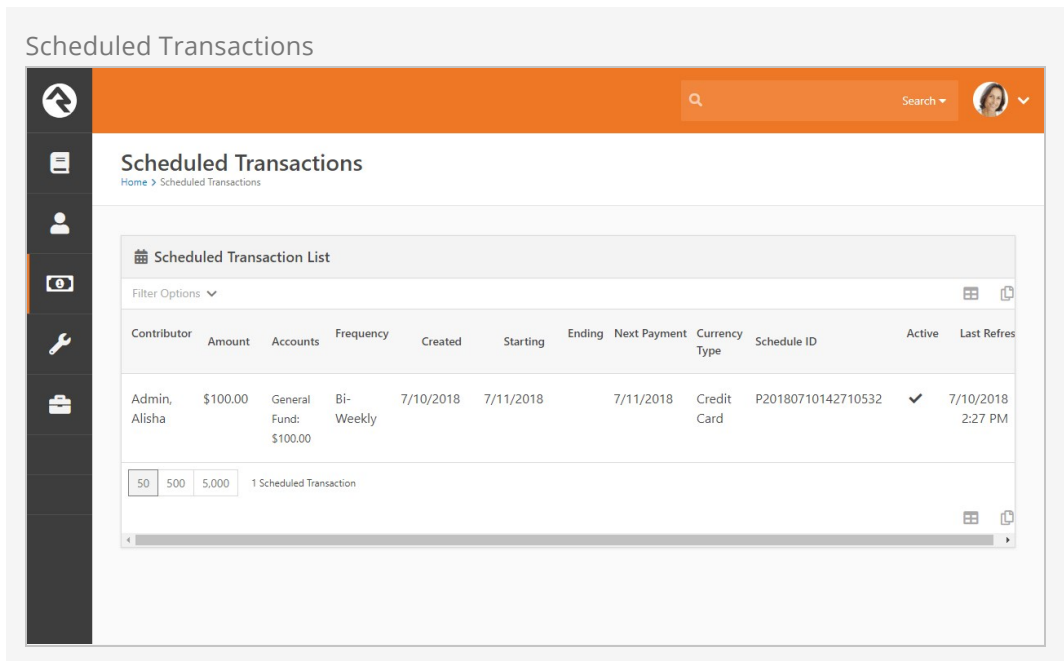 Scheduled Transactions
Search
Scheduled Transactions
Home > Scheduled Transactions
Scheduled Transaction List
Filter Options
Contributor Amount Accounts Frequency Created Starting Ending Next Payment Currency Type Schedule ID Active Last Refres
Admin, Alisha $100.00 General Fund: $100.00 Bi-Weekly 7/10/2018 7/11/2018 7/11/2018 Credit Card P20180710142710532 7/10/2018 2:27 PM
50 500 5,000 1 Scheduled Transaction